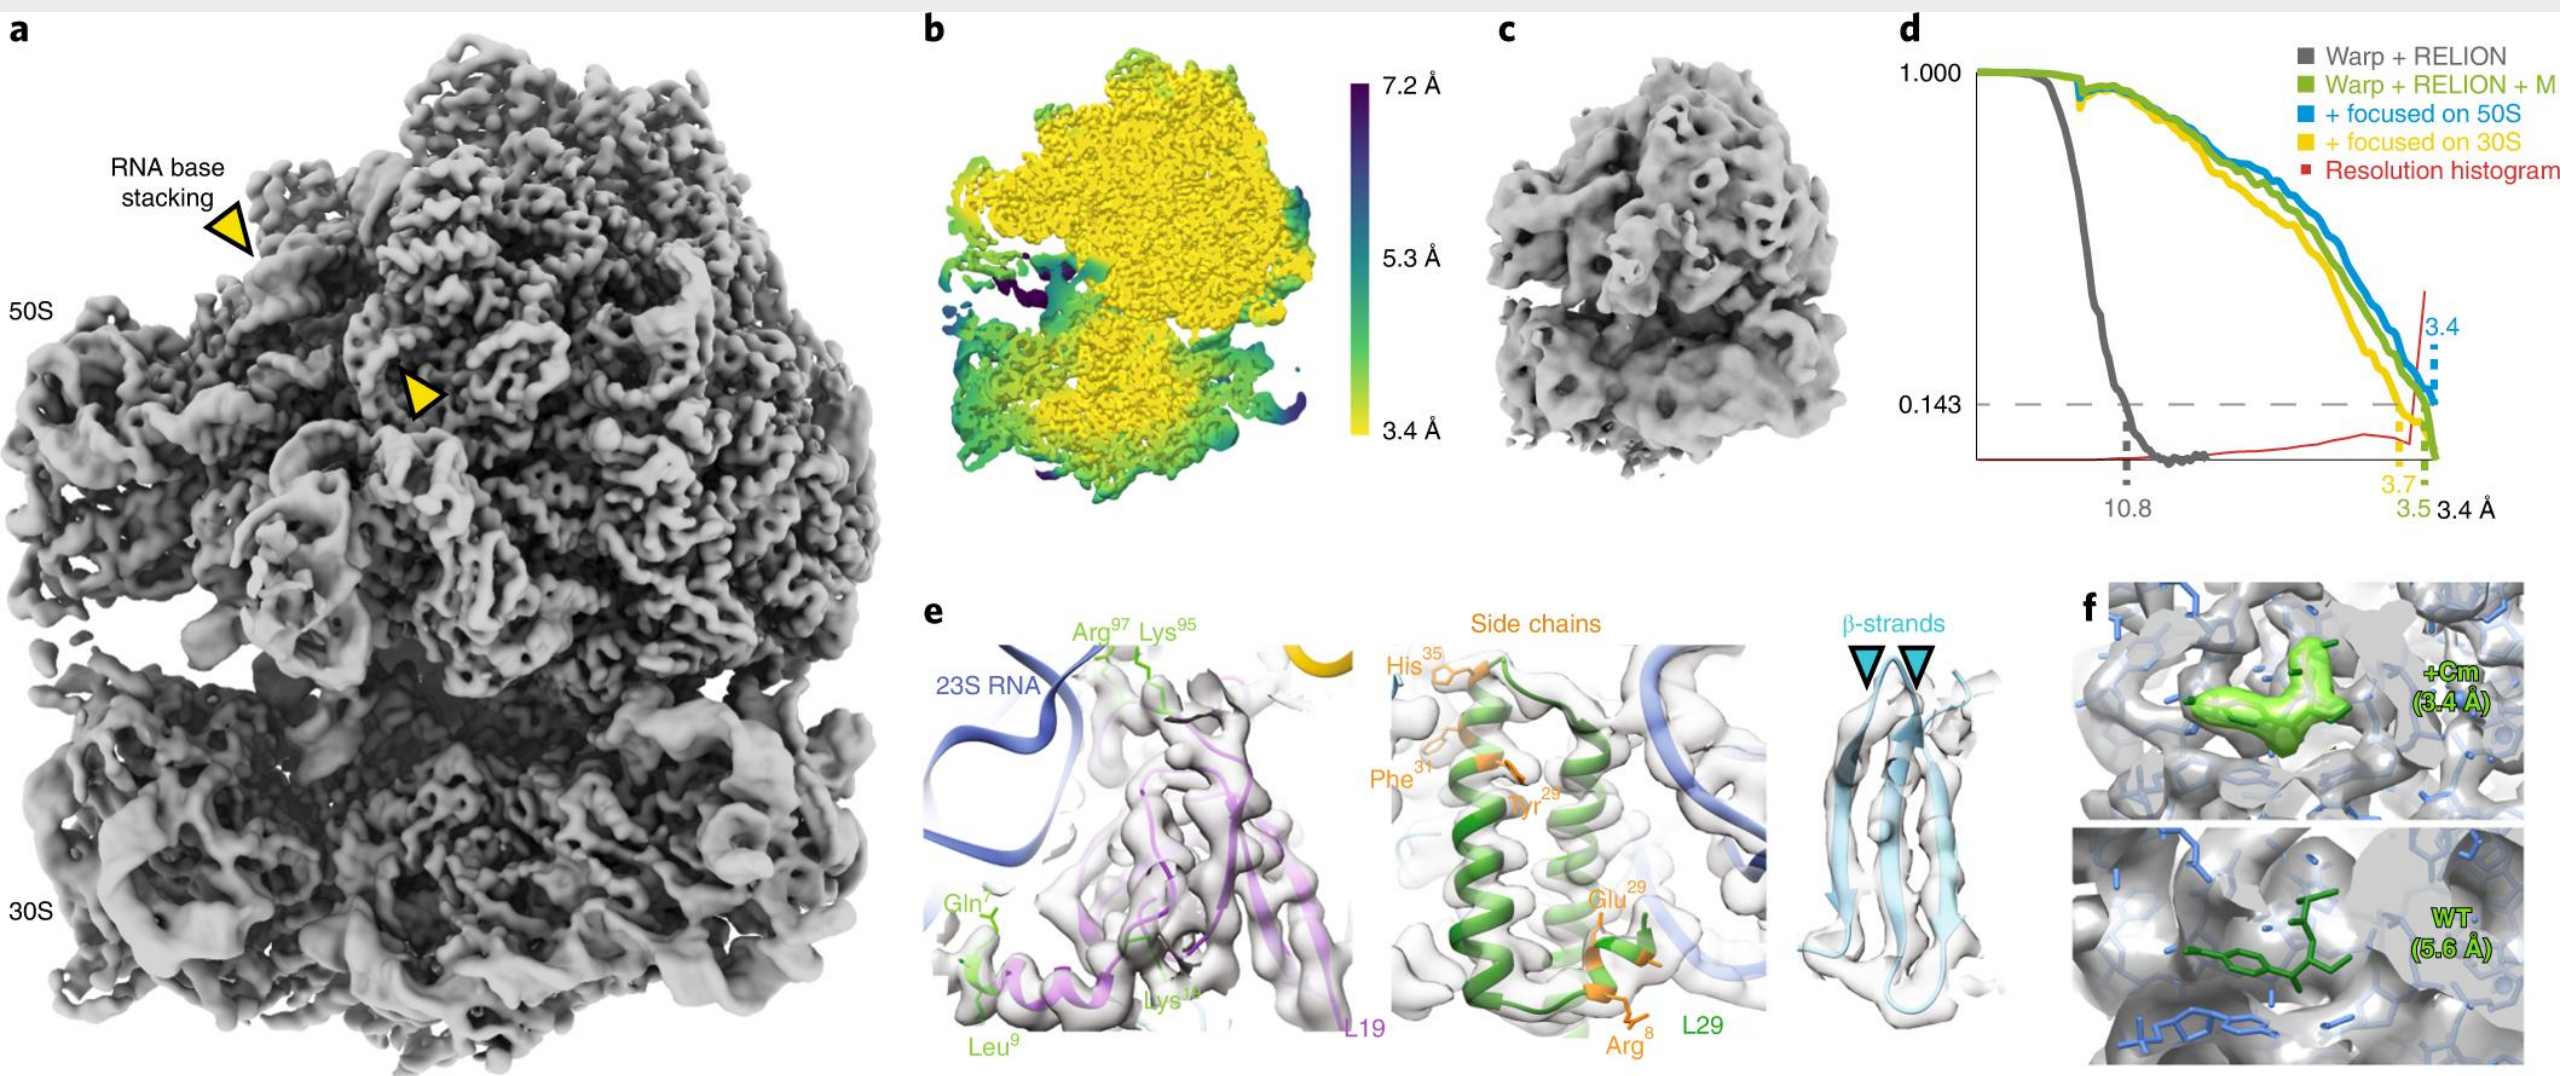 a
RNA base
stacking
50S
30S
b
7.2 Å
5.3 Å
3.4 Å
c
d
1.000
0.143
Warp + RELION
Warp + RELION + M
+ focused on 50S
+ focused on 30S
Resolution histogram
3.4
3.7
10.8
3.5 3.4 Å
e
Arg97 Lys95
23S RNA
Gln7
Lys18
Leu9
L19
Side chains
His35
Phe31
Tyr29
Glu29
Arg8
L29
β-strands
f
+Cm
(3.4 Å)
WT
(5.6 Å)